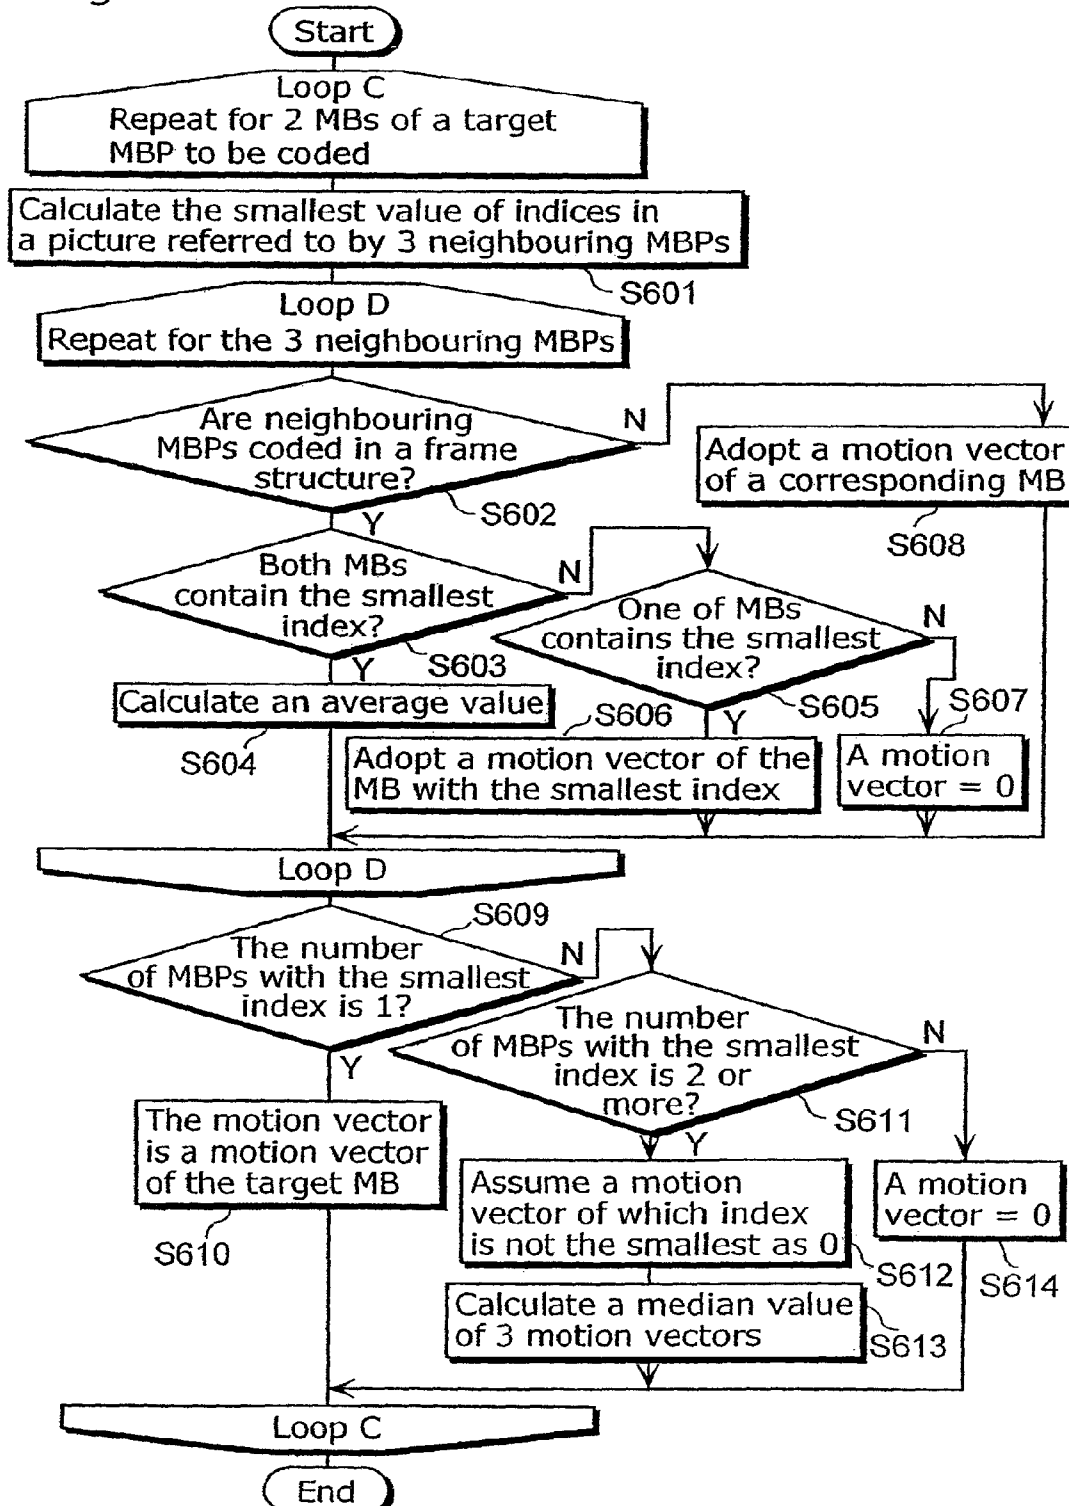 Start
Loop C
Repeat for 2 MBs of a target
MBP to be coded
Calculate the smallest value of indices in
a picture referred to by 3 neighbouring MBPs
S601
Loop D
Repeat for the 3 neighbouring MBPs
Are neighbouring
MBPs coded in a frame
structure?
N
S602
Y
Adopt a motion vector
of a corresponding MB
S608
Both MBs
contain the smallest
index?
N
S603
Y
One of MBs
contains the smallest
index?
N
S605
Y
Calculate an average value
S604
S606
Adopt a motion vector of the
MB with the smallest index
S607
A motion
vector = 0
Loop D
S609
The number
of MBPs with the smallest
index is 1?
N
Y
The number
of MBPs with the smallest
index is 2 or
more?
N
S611
Y
The motion vector
is a motion vector
of the target MB
S610
Assume a motion
vector of which index
is not the smallest as 0
S612
A motion
vector = 0
S614
Calculate a median value
of 3 motion vectors
S613
Loop C
End